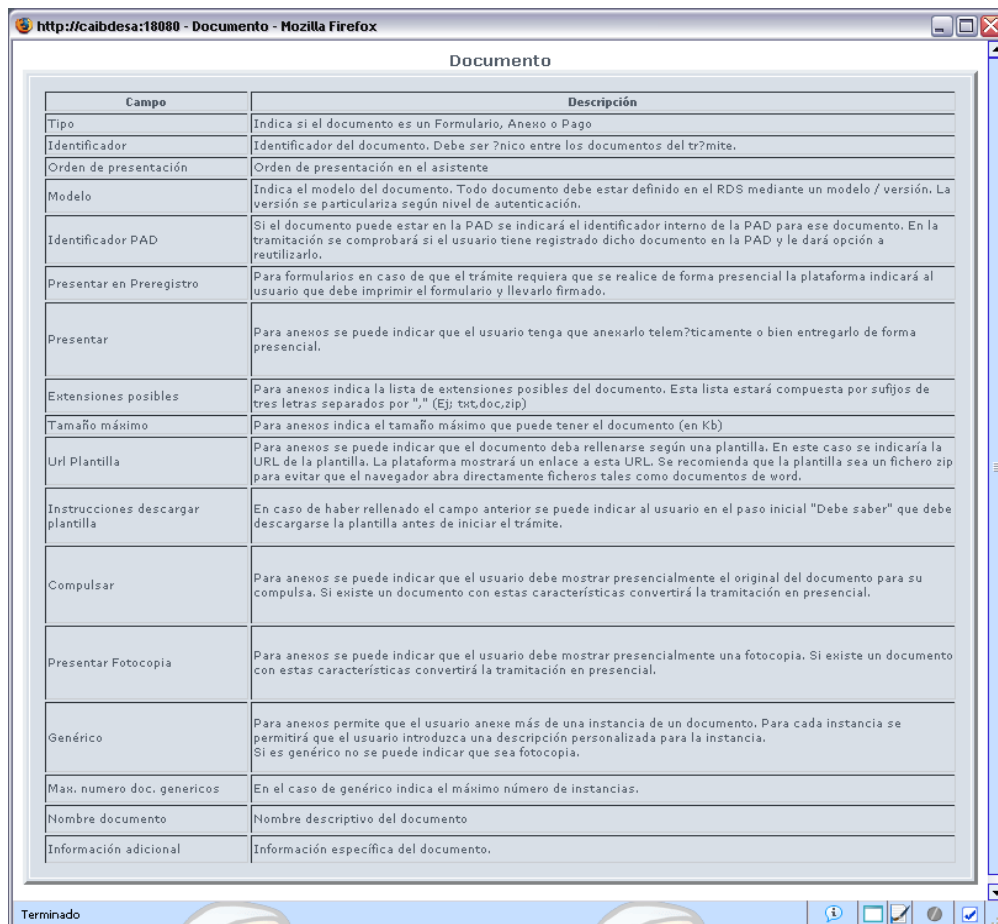 http://caibdesa:18080 - Documento - Mozilla Firefox
Documento
Campo
Descripción
Tipo
Indica si el documento es un Formulario, Anexo o Pago
Identificador
Identificador del documento. Debe ser ?nico entre los documentos del tr?mite.
Orden de presentación
Orden de presentación en el asistente
Modelo
Indica el modelo del documento. Todo documento debe estar definido en el RDS mediante un modelo / versión. La
versión se particulariza según nivel de autenticación.
Identificador PAD
Si el documento puede estar en la PAD se indicará el identificador interno de la PAD para ese documento. En la
tramitación se comprobará si el usuario tiene registrado dicho documento en la PAD y le dará opción a
reutilizarlo.
Presentar en Preregistro
Para formularios en caso de que el trámite requiera que se realice de forma presencial la plataforma indicará al
usuario que debe imprimir el formulario y llevarlo firmado.
Presentar
Para anexos se puede indicar que el usuario tenga que anexarlo telem?ticamente o bien entregarlo de forma
presencial.
Extensiones posibles
Para anexos indica la lista de extensiones posibles del documento. Esta lista estará compuesta por sufijos de
tres letras separados por "," (Ej; txt,doc,zip)
Tamaño máximo
Para anexos indica el tamaño máximo que puede tener el documento (en Kb)
Url Plantilla
Para anexos se puede indicar que el documento deba rellenarse según una plantilla. En este caso se indicaría la
URL de la plantilla. La plataforma mostrará un enlace a esta URL. Se recomienda que la plantilla sea un fichero zip
para evitar que el navegador abra directamente ficheros tales como documentos de word.
Instrucciones descargar
plantilla
En caso de haber rellenado el campo anterior se puede indicar al usuario en el paso inicial "Debe saber" que debe
descargarse la plantilla antes de iniciar el trámite.
Compulsar
Para anexos se puede indicar que el usuario debe mostrar presencialmente el original del documento para su
compulsa. Si existe un documento con estas características convertirá la tramitación en presencial.
Presentar Fotocopia
Para anexos se puede indicar que el usuario debe mostrar presencialmente una fotocopia. Si existe un documento
con estas características convertirá la tramitación en presencial.
Genérico
Para anexos permite que el usuario anexe más de una instancia de un documento. Para cada instancia se
permitirá que el usuario introduzca una descripción personalizada para la instancia.
Si es genérico no se puede indicar que sea fotocopia.
Max. numero doc. genericos
En el caso de genérico indica el máximo número de instancias.
Nombre documento
Nombre descriptivo del documento
Información adicional
Información específica del documento.
Terminado